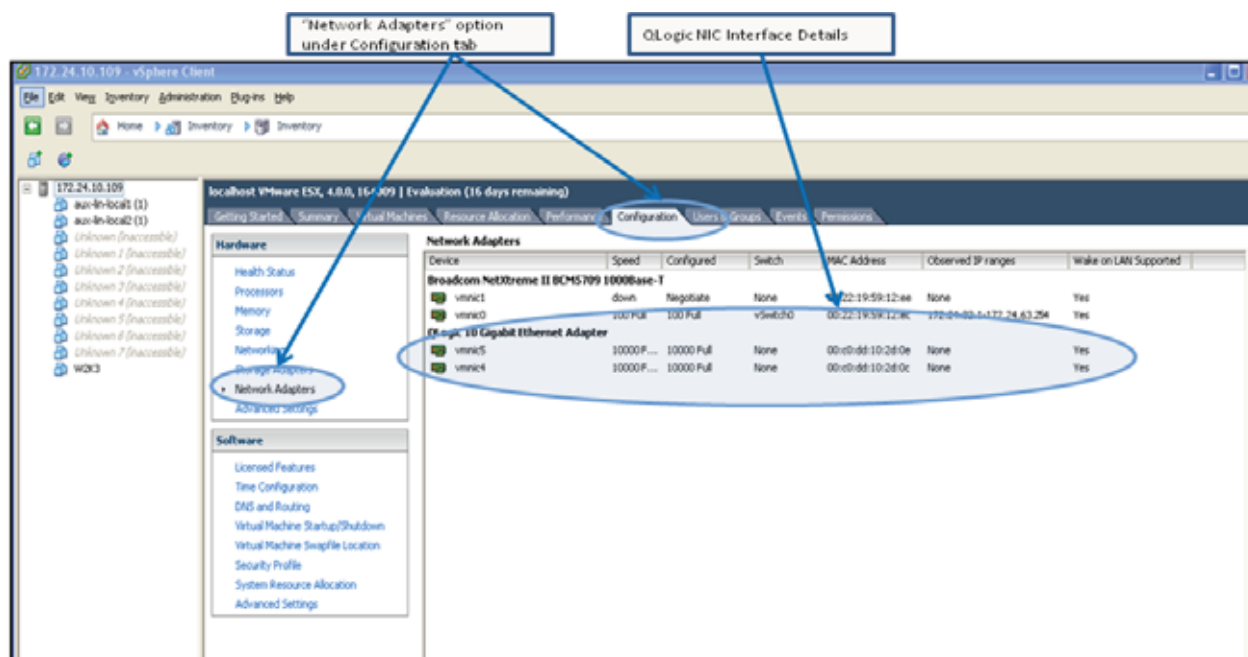 "Network Adapters" option
under Configuration tab
QLogic NIC Interface Details
172.24.10.109 - vSphere Client
File Edit View Inventory Administration Plug-ins Help
Home Inventory Inventory
172.24.10.109
aux-lin-local1 (1)
aux-lin-local2 (1)
Unknown (inaccessible)
Unknown 1 (inaccessible)
Unknown 2 (inaccessible)
Unknown 3 (inaccessible)
Unknown 4 (inaccessible)
Unknown 5 (inaccessible)
Unknown 6 (inaccessible)
Unknown 7 (inaccessible)
W2K3
localhost VMware ESX, 4.0.0, | Evaluation (16 days remaining)
Getting Started Summary Virtual Machines Resource Allocation Performance Configuration Users & Groups Events Permissions
Hardware
Health Status
Processors
Memory
Storage
Networking
Storage Adapters
Network Adapters
Advanced Settings
Software
Licensed Features
Time Configuration
DNS and Routing
Virtual Machine Startup/Shutdown
Virtual Machine Swapfile Location
Security Profile
System Resource Allocation
Advanced Settings
Network Adapters
Device Speed Configured Switch MAC Address Observed IP ranges Wake on LAN Supported
Broadcom NetXtreme II BCM5709 1000Base-T
vmnic1 down Negotiate None 00:22:19:59:12:ee None Yes
vmnic0 100 Full 100 Full vSwitch0 00:22:19:59:12:ec Yes
QLogic 10 Gigabit Ethernet Adapter
vmnic5 10000 F... 10000 Full None 00:c0:dd:10:2d:0e None Yes
vmnic4 10000 F... 10000 Full None 00:c0:dd:10:2d:0c None Yes